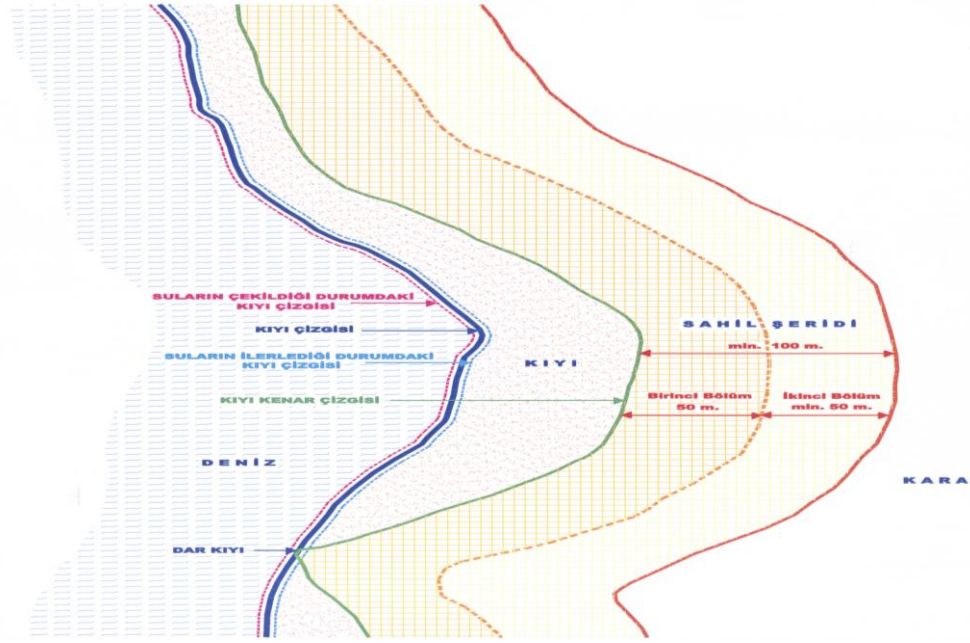 SULARIN ÇEKİLDİĞİ DURUMDAKİ
KIYI ÇİZGİSİ
KIYI ÇİZGİSİ
SULARIN İLERLEDİĞİ DURUMDAKİ
KIYI ÇİZGİSİ
KIYI KENAR ÇİZGİSİ
DENİZ
DAR KIYI
KIYI
SAHİL ŞERİDİ
min. 100 m.
Birinci Bölüm
50 m.
İkinci Bölüm
min. 50 m.
KARA